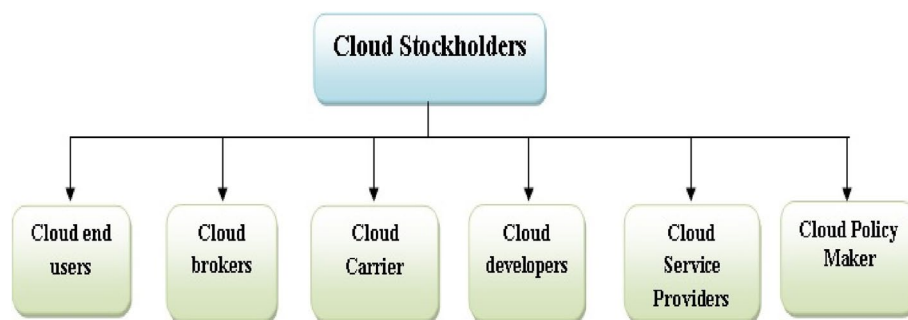 Cloud Stockholders
Cloud end
users
Cloud
brokers
Cloud
Carrier
Cloud
developers
Cloud
Service
Providers
Cloud Policy
Maker